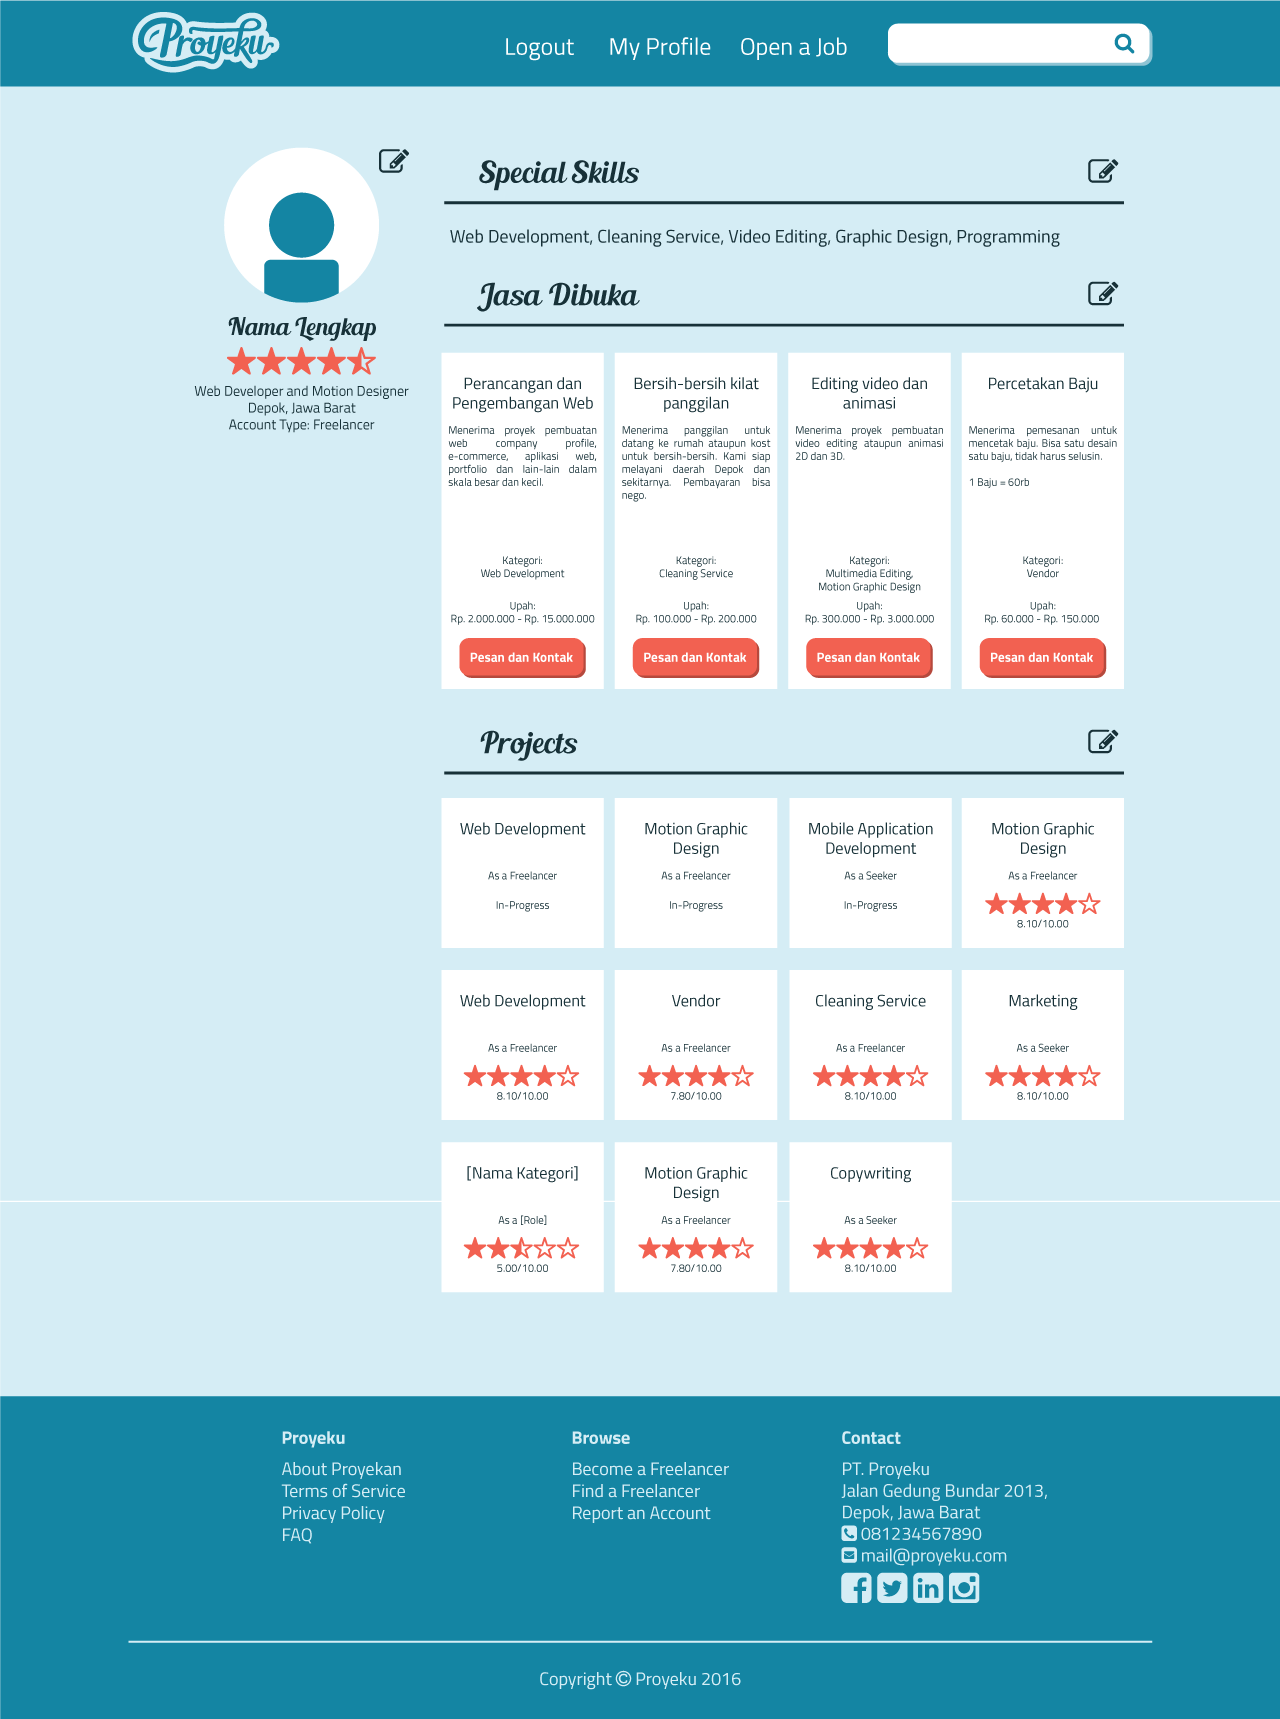 Proyeku
Logout My Profile Open a Job
Special Skills
Web Development, Cleaning Service, Video Editing, Graphic Design, Programming
Nama Lengkap
Web Developer and Motion Designer
Depok, Jawa Barat
Account Type: Freelancer
Jasa Dibuka
Perancangan dan
Pengembangan Web
Menerima proyek pembuatan
web company profile,
e-commerce, aplikasi web,
portfolio dan lain-lain dalam
skala besar dan kecil.
Kategori:
Web Development
Upah:
Rp. 2.000.000 - Rp. 15.000.000
Pesan dan Kontak
Bersih-bersih kilat
panggilan
Menerima panggilan untuk
datang ke rumah ataupun kost
untuk bersih-bersih. Kami siap
melayani daerah Depok dan
sekitarnya. Pembayaran bisa
nego.
Kategori:
Cleaning Service
Upah:
Rp. 100.000 - Rp. 200.000
Pesan dan Kontak
Editing video dan
animasi
Menerima proyek pembuatan
video editing ataupun animasi
2D dan 3D.
Kategori:
Multimedia Editing,
Motion Graphic Design
Upah:
Rp. 300.000 - Rp. 3.000.000
Pesan dan Kontak
Percetakan Baju
Menerima pemesanan untuk
mencetak baju. Bisa satu desain
satu baju, tidak harus selusin.
1 Baju = 60rb
Kategori:
Vendor
Upah:
Rp. 60.000 - Rp. 150.000
Pesan dan Kontak
Projects
Web Development
As a Freelancer
In-Progress
Motion Graphic
Design
As a Freelancer
In-Progress
Mobile Application
Development
As a Seeker
In-Progress
Motion Graphic
Design
As a Freelancer
8.10/10.00
Web Development
As a Freelancer
8.10/10.00
Vendor
As a Freelancer
7.80/10.00
Cleaning Service
As a Freelancer
8.10/10.00
Marketing
As a Seeker
8.10/10.00
[Nama Kategori]
As a [Role]
5.00/10.00
Motion Graphic
Design
As a Freelancer
7.80/10.00
Copywriting
As a Seeker
8.10/10.00
Proyeku
About Proyekan
Terms of Service
Privacy Policy
FAQ
Browse
Become a Freelancer
Find a Freelancer
Report an Account
Contact
PT. Proyeku
Jalan Gedung Bundar 2013,
Depok, Jawa Barat
081234567890
mail@proyeku.com
Copyright © Proyeku 2016